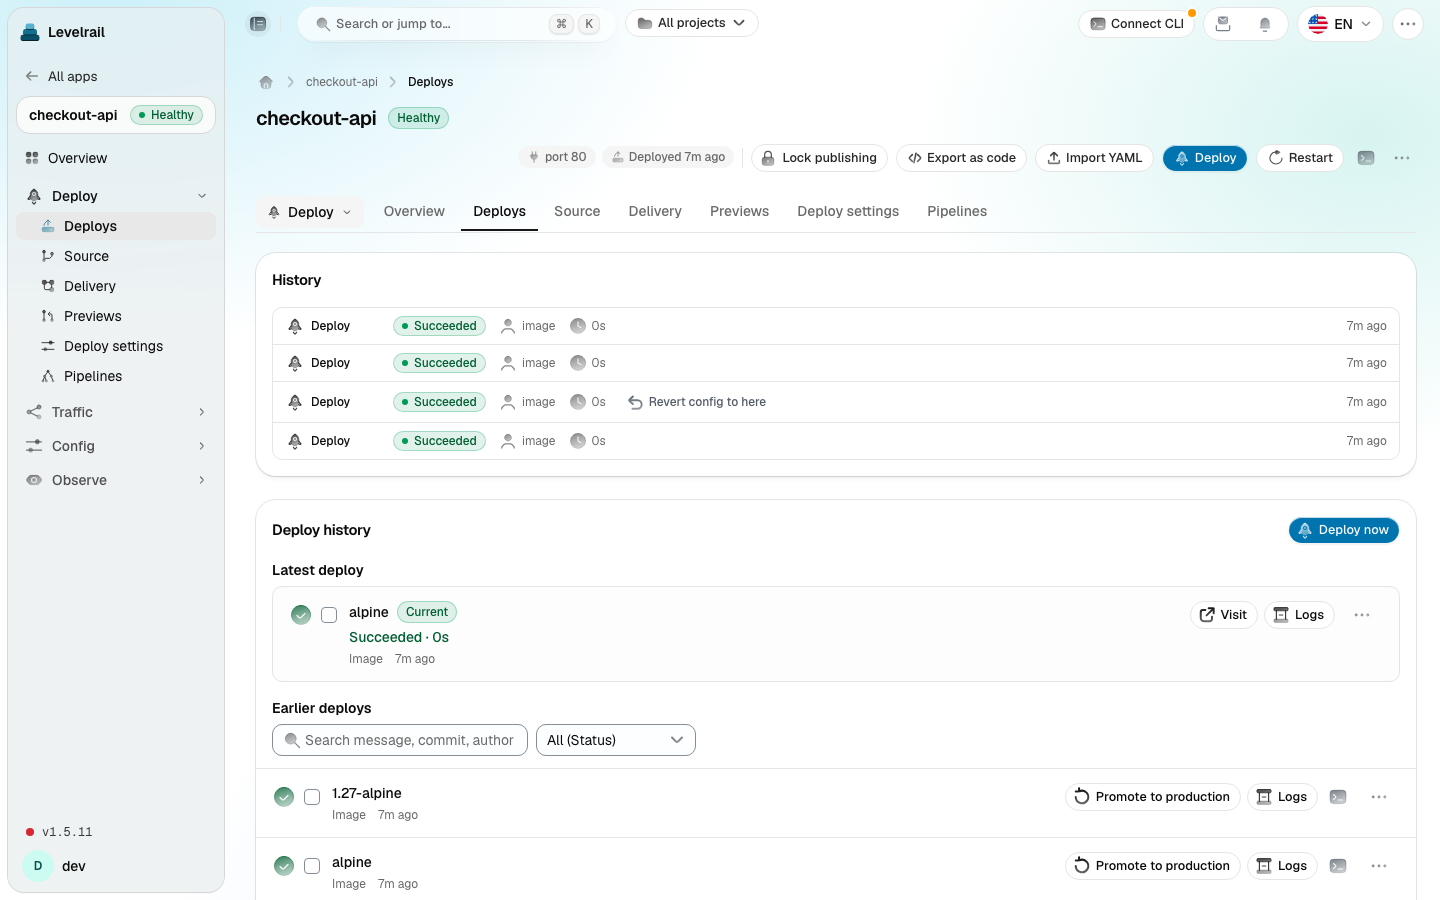 Levelrail
Search or jump to...
⌘ K
All projects
Connect CLI
EN
All apps
checkout-api Healthy
Overview
Deploy
Deploys
Source
Delivery
Previews
Deploy settings
Pipelines
Traffic
Config
Observe
v1.5.11
D dev
checkout-api Deploys
checkout-api Healthy
port 80 Deployed 7m ago Lock publishing Export as code Import YAML Deploy Restart
Deploy Overview Deploys Source Delivery Previews Deploy settings Pipelines
History
Deploy Succeeded image 0s 7m ago
Deploy Succeeded image 0s 7m ago
Deploy Succeeded image 0s Revert config to here 7m ago
Deploy Succeeded image 0s 7m ago
Deploy history Deploy now
Latest deploy
alpine Current Visit Logs
Succeeded · 0s
Image 7m ago
Earlier deploys
Search message, commit, author All (Status)
1.27-alpine Promote to production Logs
Image 7m ago
alpine Promote to production Logs
Image 7m ago